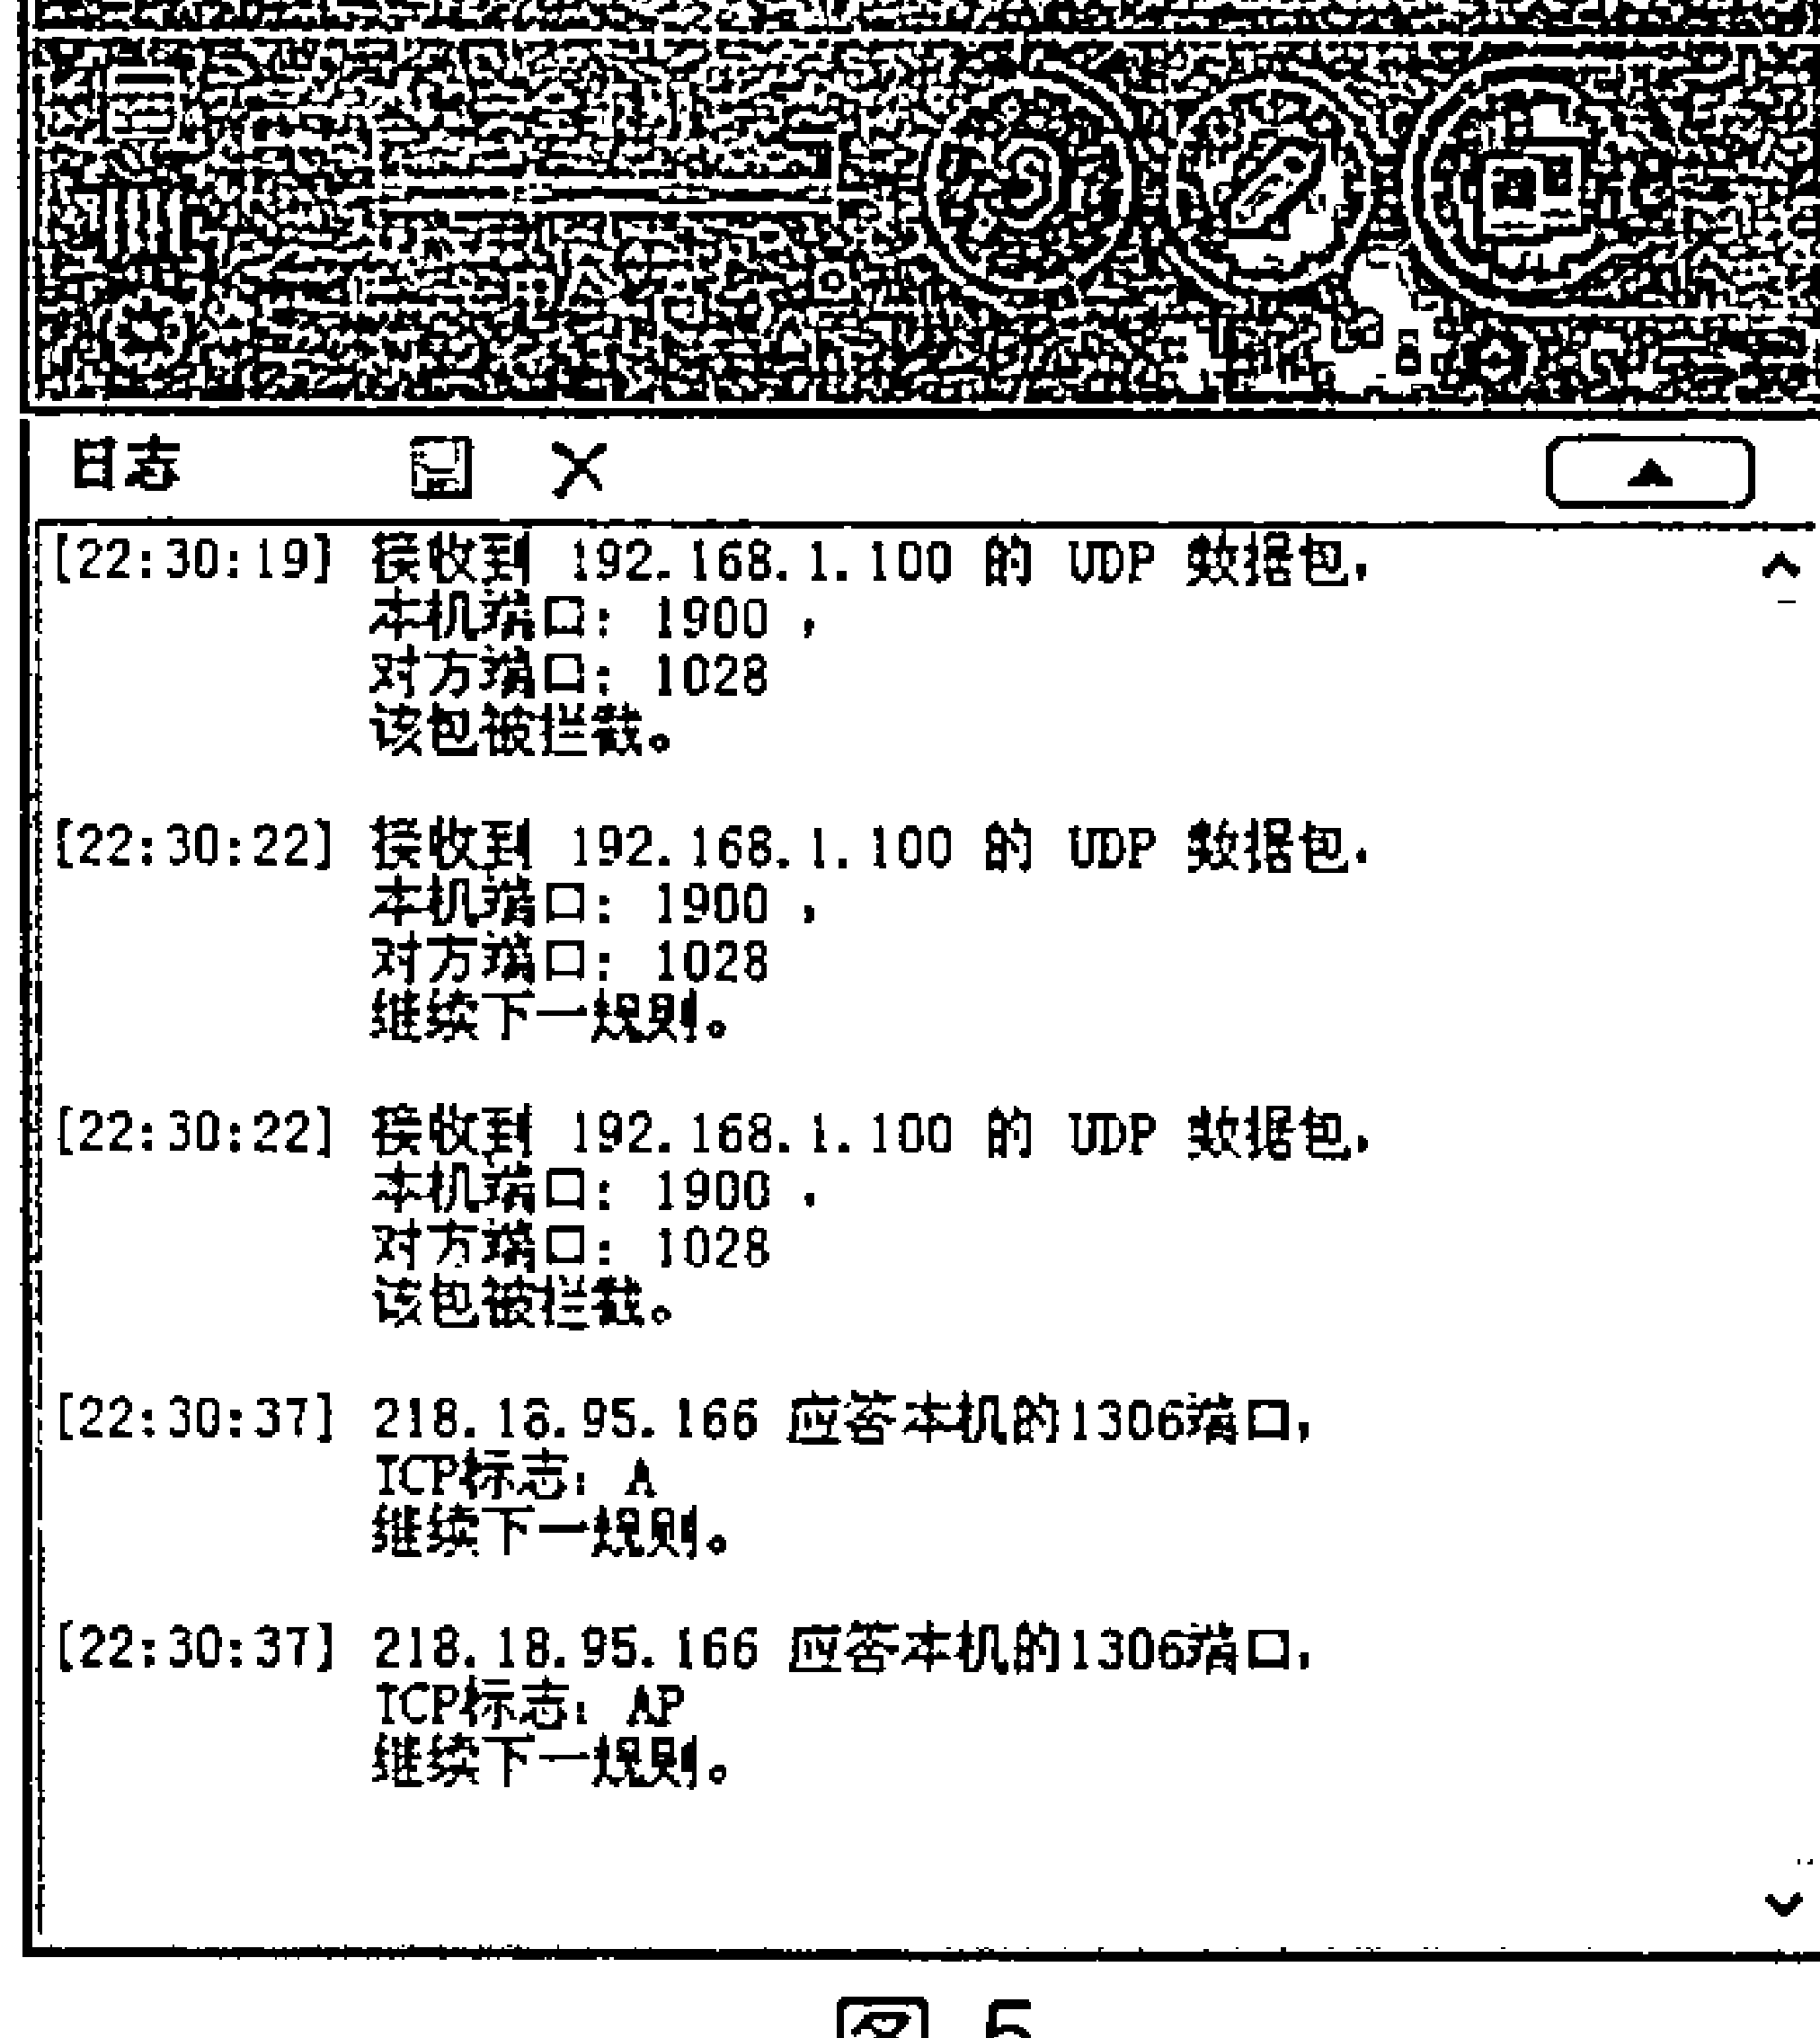 日志
[22:30:19] 接收到 192.168.1.100 的 UDP 数据包,
本机端口: 1900 ,
对方端口: 1028
该包被拦截。
[22:30:22] 接收到 192.168.1.100 的 UDP 数据包,
本机端口: 1900 ,
对方端口: 1028
继续下一规则。
[22:30:22] 接收到 192.168.1.100 的 UDP 数据包,
本机端口: 1900 ,
对方端口: 1028
该包被拦截。
[22:30:37] 218.18.95.166 应答本机的1306端口,
TCP标志: A
继续下一规则。
[22:30:37] 218.18.95.166 应答本机的1306端口,
TCP标志: AP
继续下一规则。
图 5